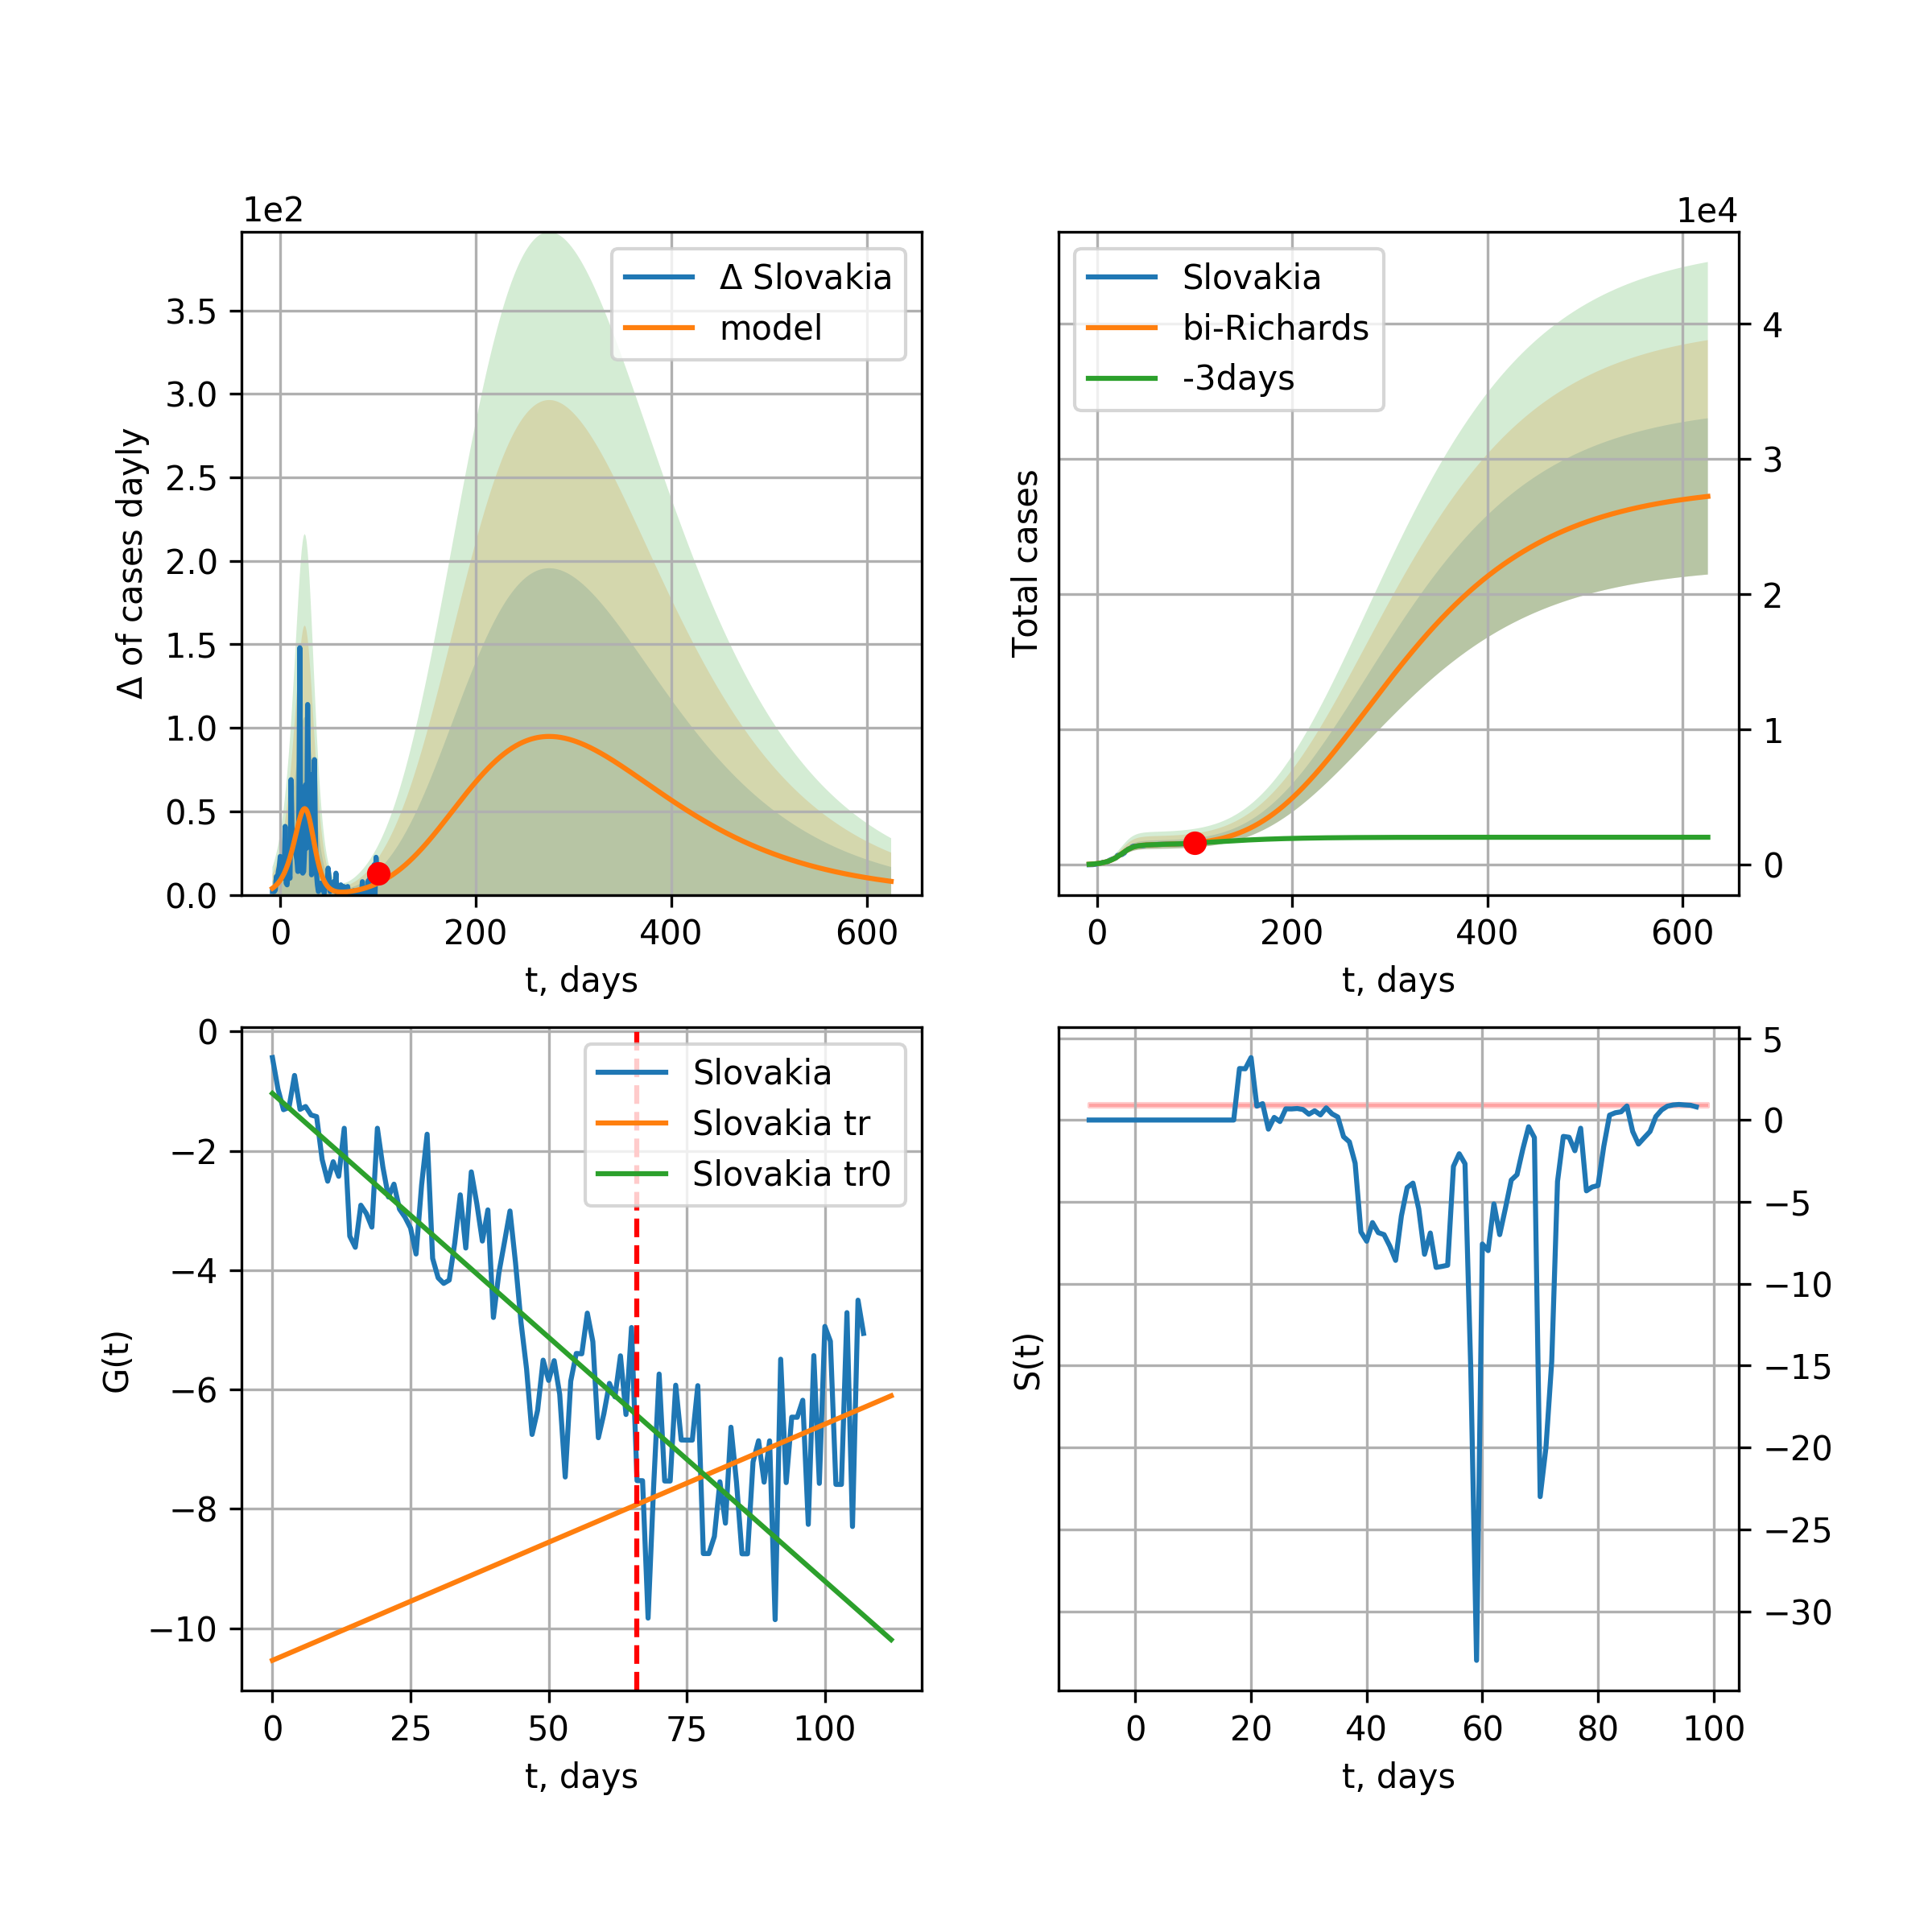 1e2
Δ of cases dayly
3.5
3.0
2.5
2.0
1.5
1.0
0.5
0.0
Δ Slovakia
model
0 200 400 600
t, days
1e4
Total cases
Slovakia
bi-Richards
-3days
4
3
2
1
0
0 200 400 600
t, days
G(t)
0
−2
−4
−6
−8
−10
Slovakia
Slovakia tr
Slovakia tr0
0 25 50 75 100
t, days
S(t)
5
0
−5
−10
−15
−20
−25
−30
0 20 40 60 80 100
t, days